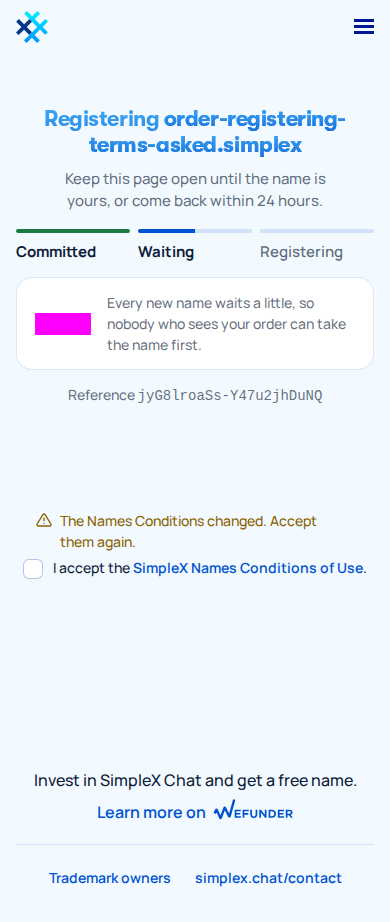 Registering order-registering-
terms-asked.simplex
Keep this page open until the name is
yours, or come back within 24 hours.
Committed
Waiting
Registering
Every new name waits a little, so
nobody who sees your order can take
the name first.
Reference jyG8lroaSs-Y47u2jhDuNQ
The Names Conditions changed. Accept
them again.
I accept the SimpleX Names Conditions of Use.
Invest in SimpleX Chat and get a free name.
Learn more on WEFUNDER
Trademark owners
simplex.chat/contact